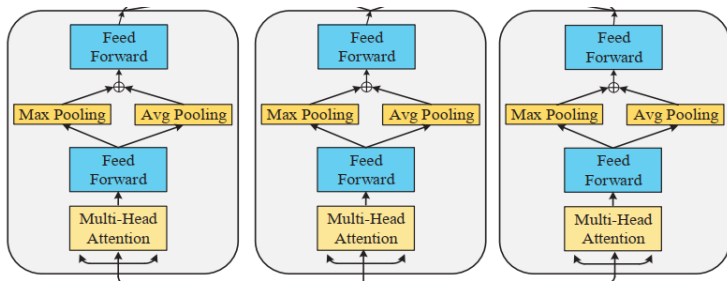 Feed
Forward
Max Pooling
Avg Pooling
Feed
Forward
Multi-Head
Attention
Feed
Forward
Max Pooling
Avg Pooling
Feed
Forward
Multi-Head
Attention
Feed
Forward
Max Pooling
Avg Pooling
Feed
Forward
Multi-Head
Attention